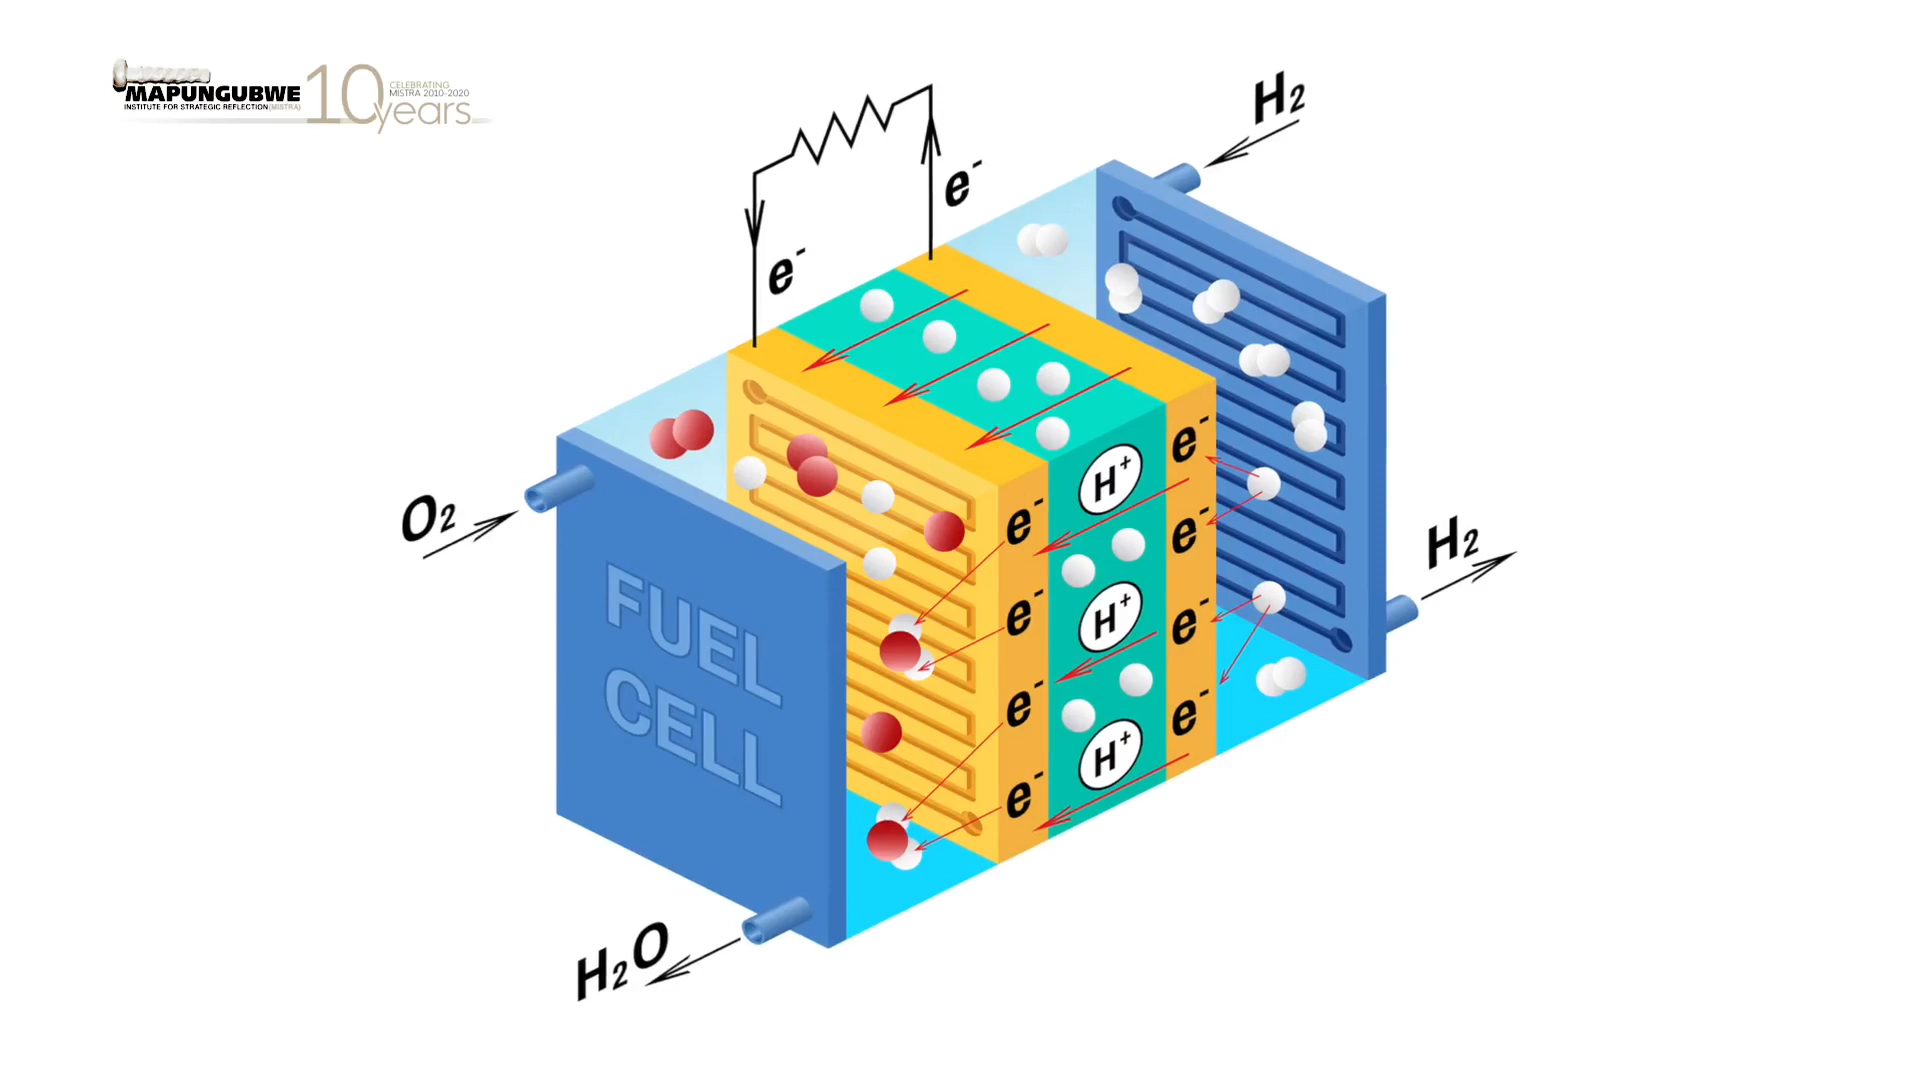 MAPUNGUBWE
INSTITUTE FOR STRATEGIC REFLECTION (MISTRA)
10 years
CELEBRATING
MISTRA 2010-2020
H2
e-
e-
O2
H2
FUEL
CELL
e-
e-
e-
e-
H+
H+
H+
e-
e-
e-
e-
H2O